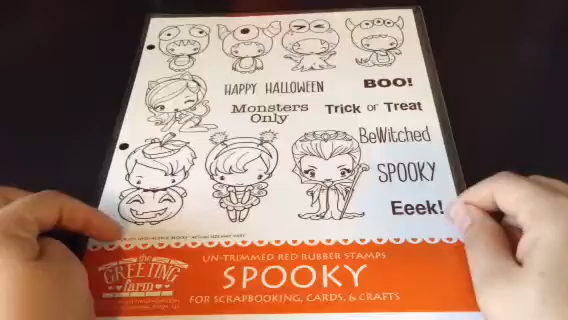 HAPPY HALLOWEEN
BOO!
Monsters
Only
Trick or Treat
BeWitched
SPOOKY
Eeek!
UN-TRIMMED RED RUBBER STAMPS
the
GREETING
farm
SPOOKY
FOR SCRAPBOOKING, CARDS, & CRAFTS